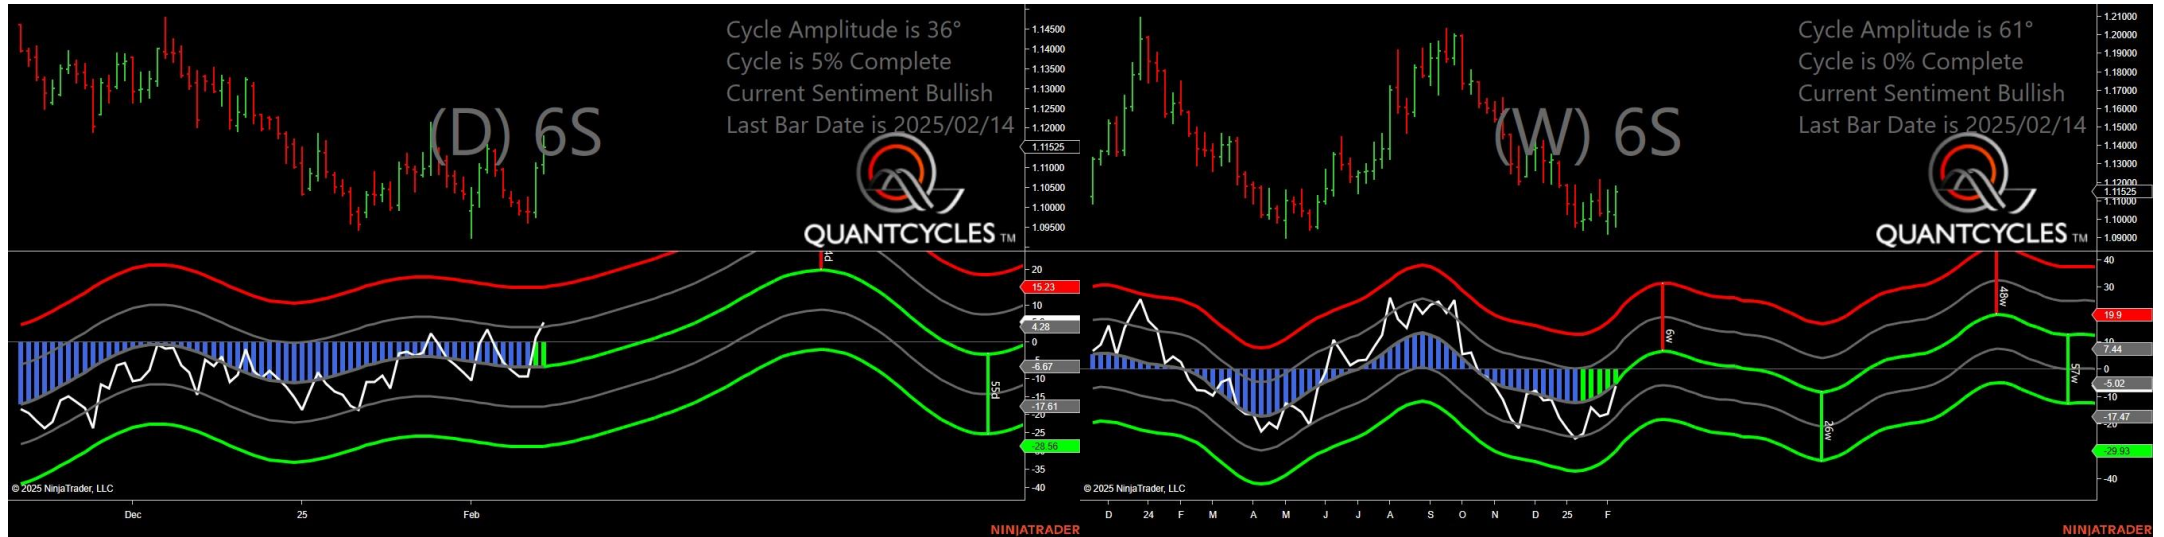 Cycle Amplitude is 36°
Cycle is 5% Complete
Current Sentiment Bullish
Last Bar Date is 2025/02/14
(D) 6S
QUANTCYCLES TM
1.14500
1.14000
1.13500
1.13000
1.12500
1.12000
1.11525
1.11000
1.10500
1.10000
1.09500
20
15.23
10
4.28
0
-5
-6.67
-10
-15
-17.61
-20
-25
-28.56
-35
-40
55d
© 2025 NinjaTrader, LLC
Dec
25
Feb
NINJATRADER
Cycle Amplitude is 61°
Cycle is 0% Complete
Current Sentiment Bullish
Last Bar Date is 2025/02/14
(W) 6S
QUANTCYCLES TM
1.21000
1.20000
1.19000
1.18000
1.17000
1.16000
1.15000
1.14000
1.13000
1.12000
1.11525
1.11000
1.10000
1.09000
40
30
19.9
10
7.44
0
-5.02
-10
-17.47
-20
-29.93
-40
6w
26w
48w
57w
© 2025 NinjaTrader, LLC
D
24
F
M
A
M
J
J
A
S
O
N
D
25
F
NINJATRADER